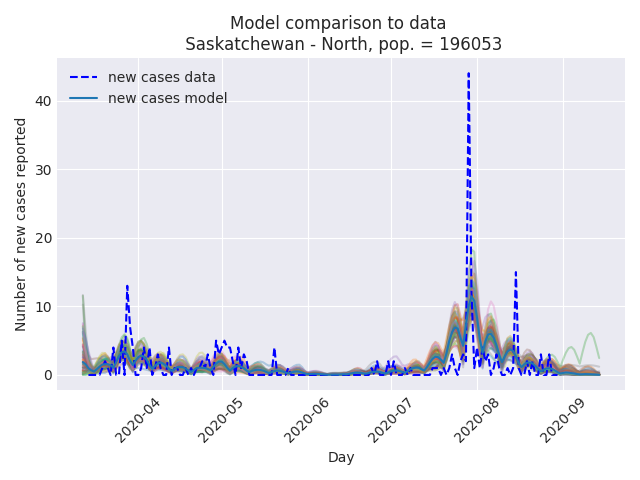 Model comparison to data
Saskatchewan - North, pop. = 196053
new cases data
new cases model
Number of new cases reported
40
30
20
10
0
2020-04
2020-05
2020-06
2020-07
2020-08
2020-09
Day